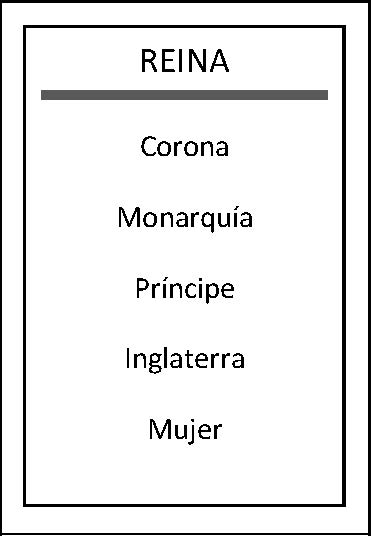 REINA
Corona
Monarquía
Príncipe
Inglaterra
Mujer